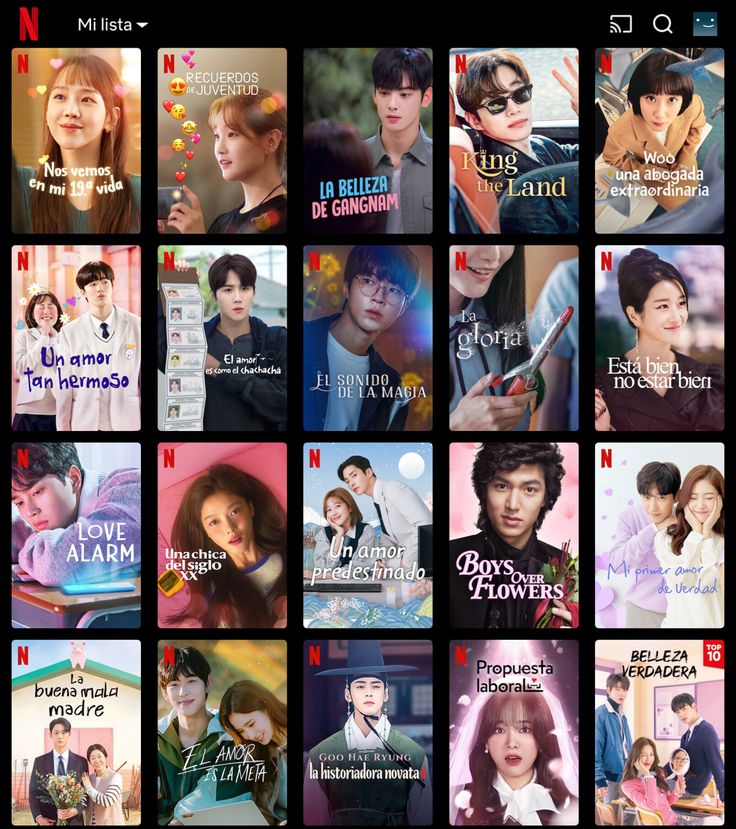 Mi lista
Nos vemos
en mi 19.ª vida
RECUERDOS
DE JUVENTUD
LA BELLEZA
DE GANGNAM
King
the Land
Woo
una abogada
extraordinaria
Un amor
tan hermoso
El amor
es como el chachachá
EL SONIDO
DE LA MAGIA
La
gloria
Está bien
no estar bien
LOVE
ALARM
Una chica
del siglo
XX
Un amor
predestinado
BOYS
OVER
FLOWERS
Mi primer amor
de verdad
La
buena mala
madre
EL AMOR
ES LA META
GOO HAE RYUNG
la historiadora novata
Propuesta
laboral
BELLEZA
VERDADERA
TOP
10